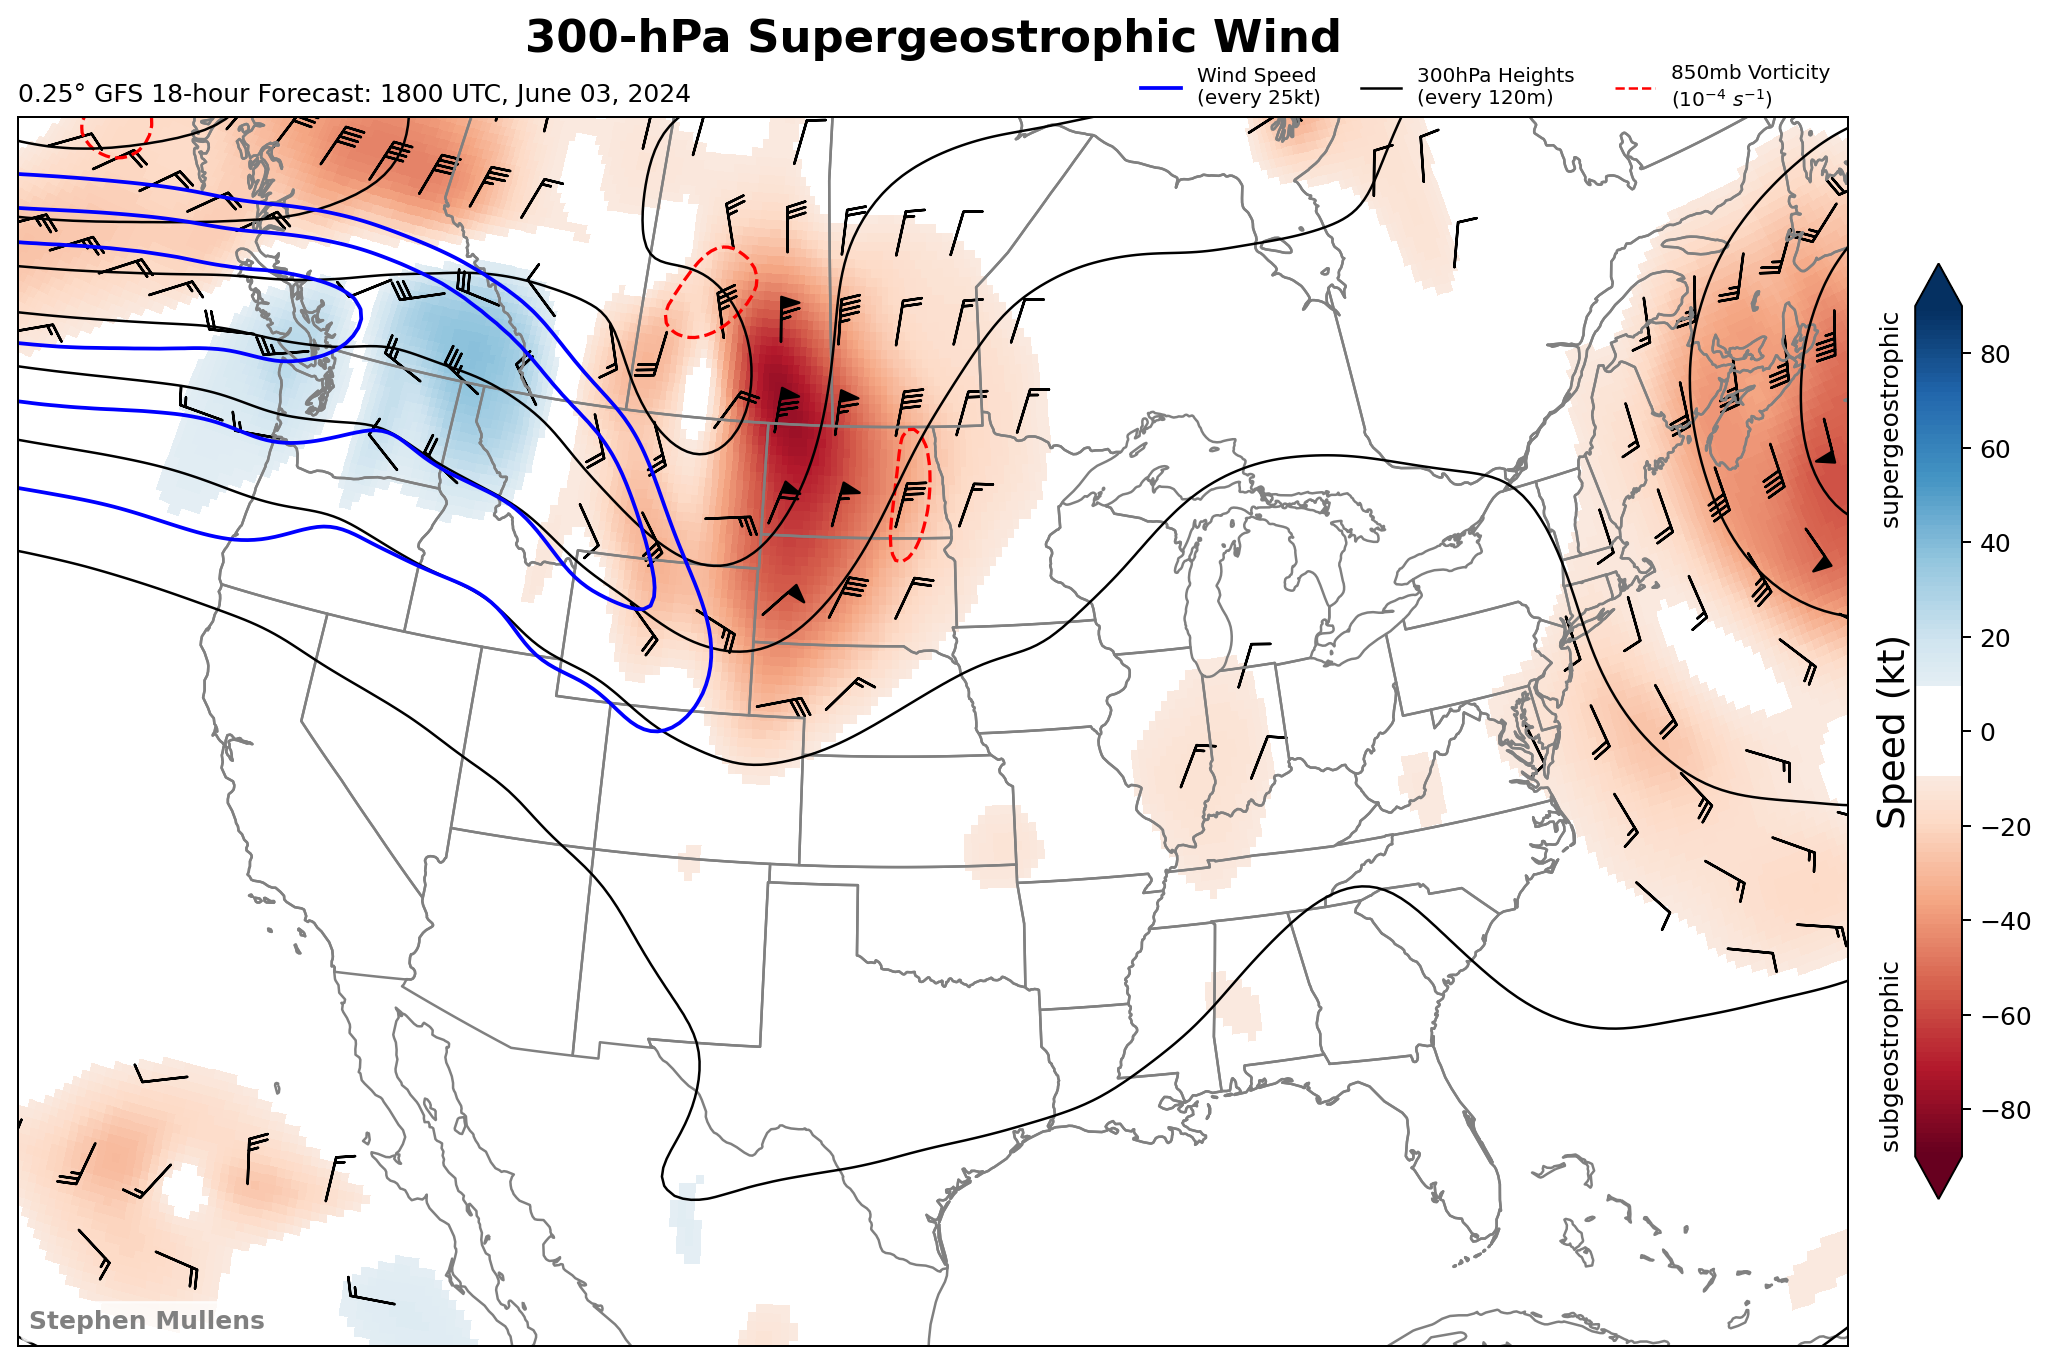 300-hPa Supergeostrophic Wind
0.25° GFS 18-hour Forecast: 1800 UTC, June 03, 2024
Wind Speed
(every 25kt)
300hPa Heights
(every 120m)
850mb Vorticity
(10⁻⁴ s⁻¹)
supergeostrophic
Speed (kt)
subgeostrophic
80
60
40
20
0
−20
−40
−60
−80
Stephen Mullens